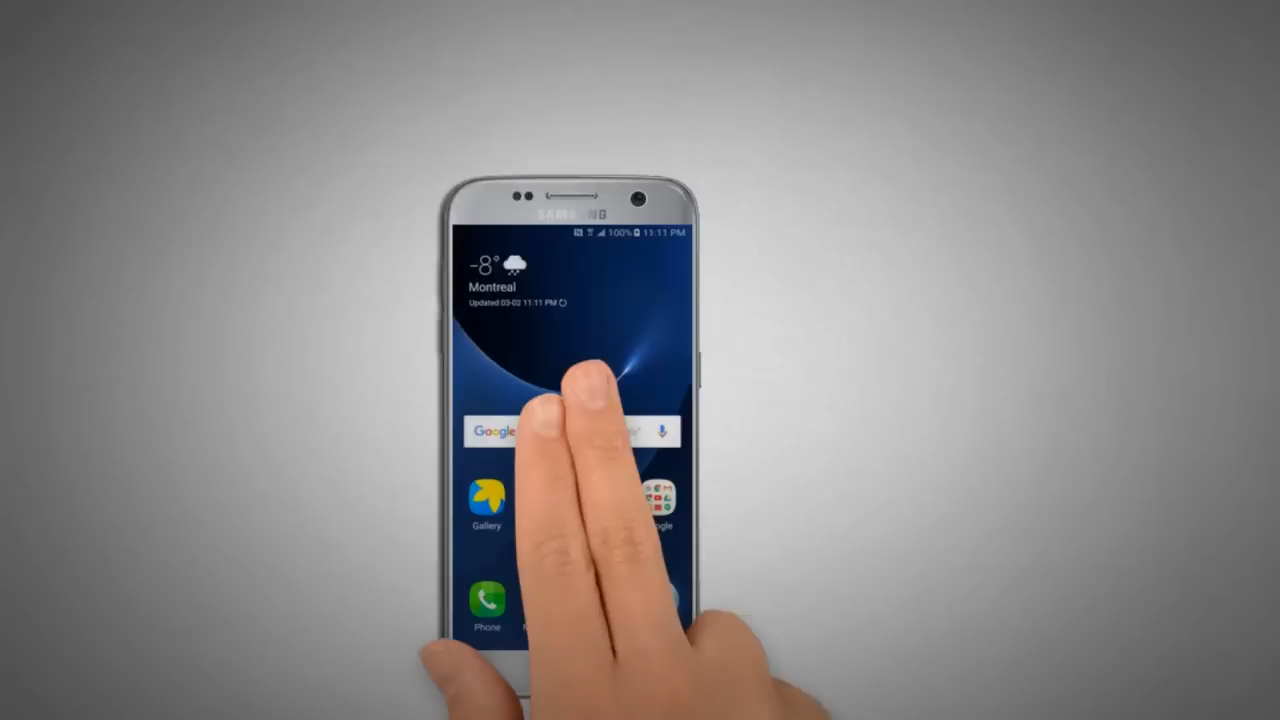 SAMSUNG
100% 11:11 PM
-8°
Montreal
Updated 03-02 11:11 PM
Google
Gallery
Phone